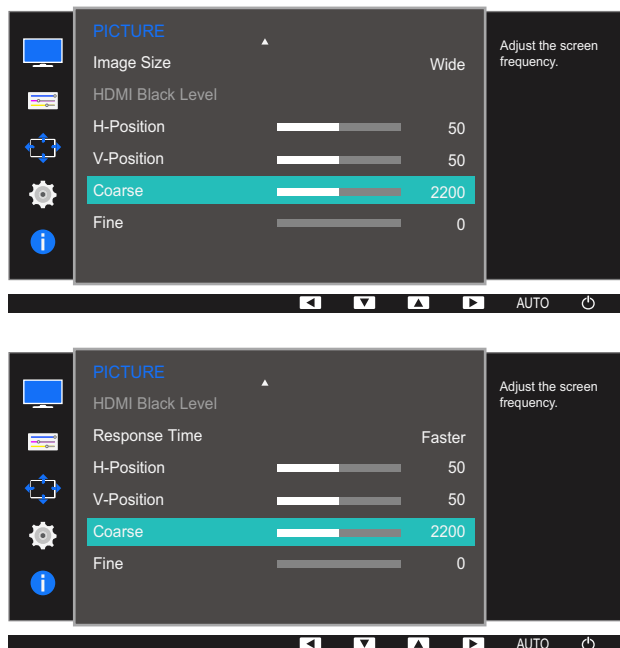 PICTURE
Image Size Wide
HDMI Black Level
H-Position 50
V-Position 50
Coarse 2200
Fine 0
Adjust the screen
frequency.
AUTO
PICTURE
HDMI Black Level
Response Time Faster
H-Position 50
V-Position 50
Coarse 2200
Fine 0
Adjust the screen
frequency.
AUTO